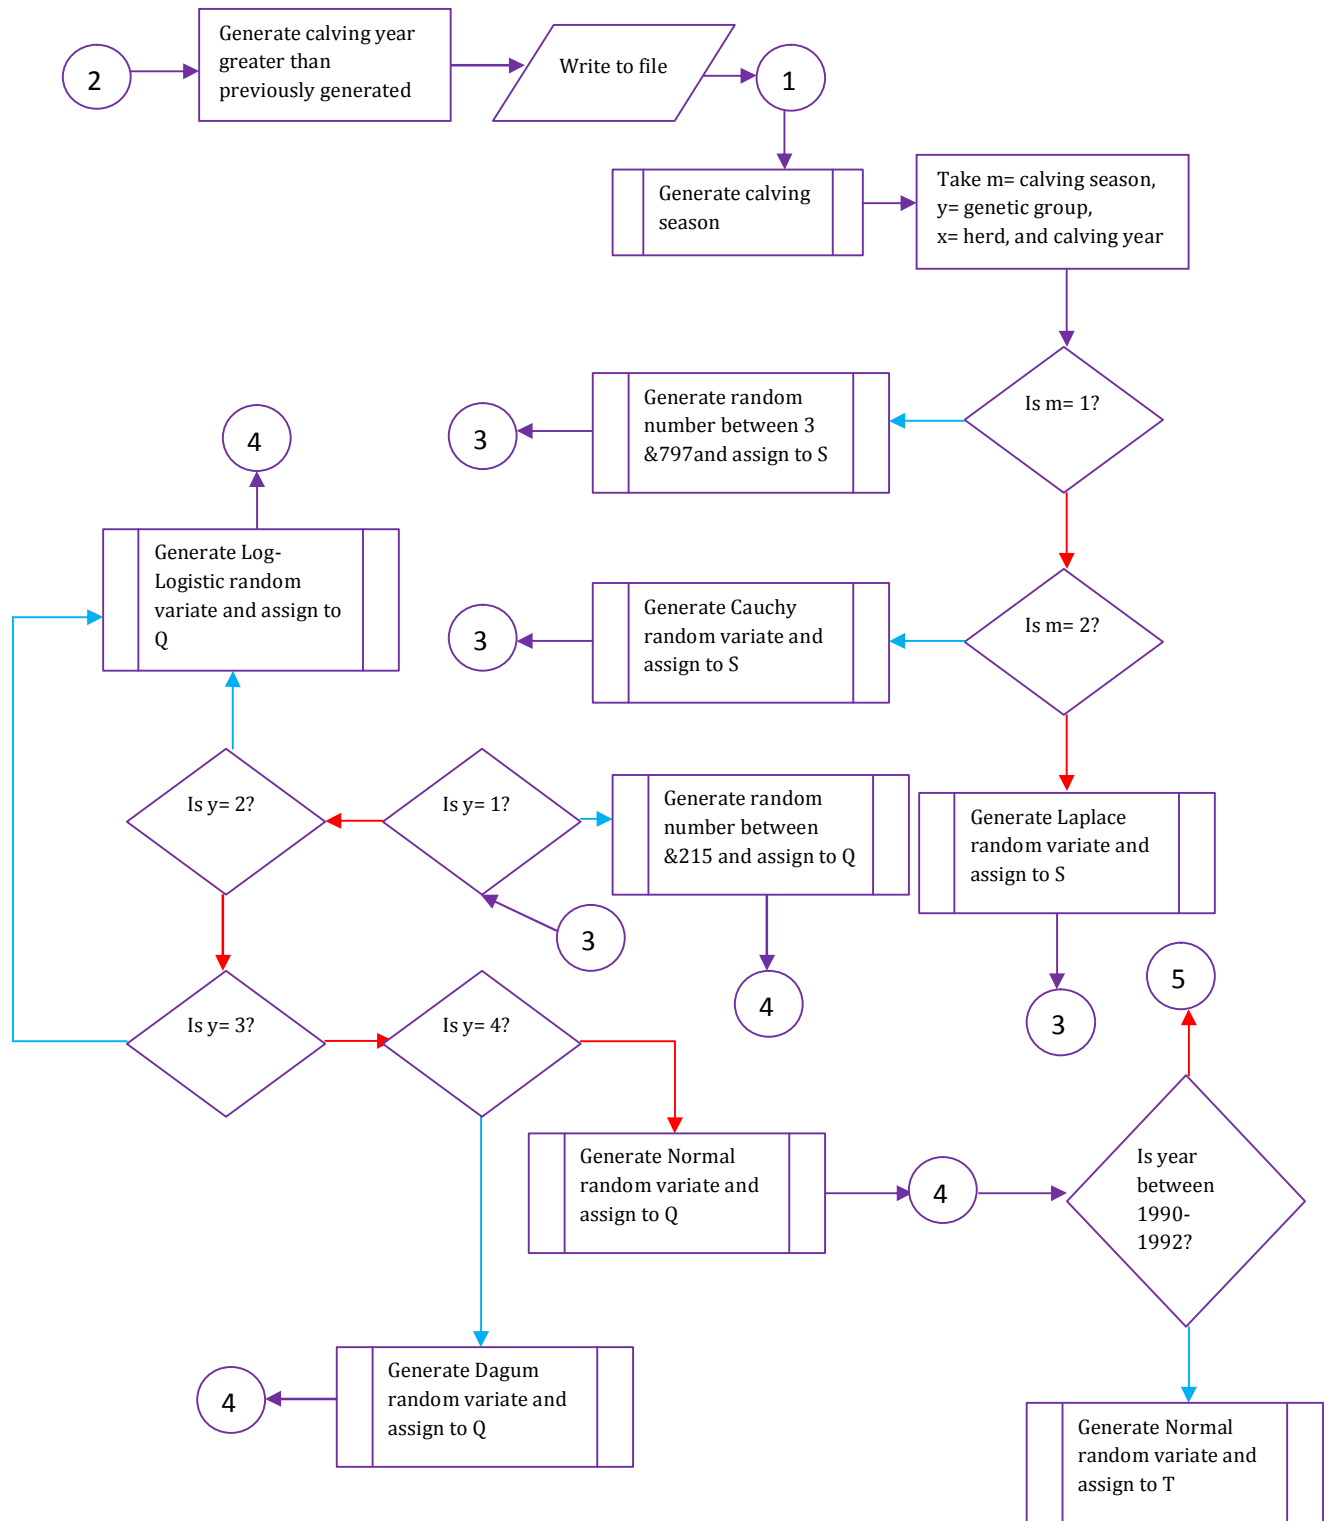 2
Generate calving year
greater than
previously generated
Write to file
1
Generate calving
season
Take m= calving season,
y= genetic group,
x= herd, and calving year
Is m= 1?
Generate random
number between 3
&797and assign to S
3
4
Generate Log-
Logistic random
variate and assign to
Q
Is m= 2?
Generate Cauchy
random variate and
assign to S
3
Is y= 2?
Is y= 1?
Generate random
number between
&215 and assign to Q
Generate Laplace
random variate and
assign to S
3
4
3
5
Is y= 3?
Is y= 4?
Generate Normal
random variate and
assign to Q
4
Is year
between
1990-
1992?
Generate Dagum
random variate and
assign to Q
4
Generate Normal
random variate and
assign to T